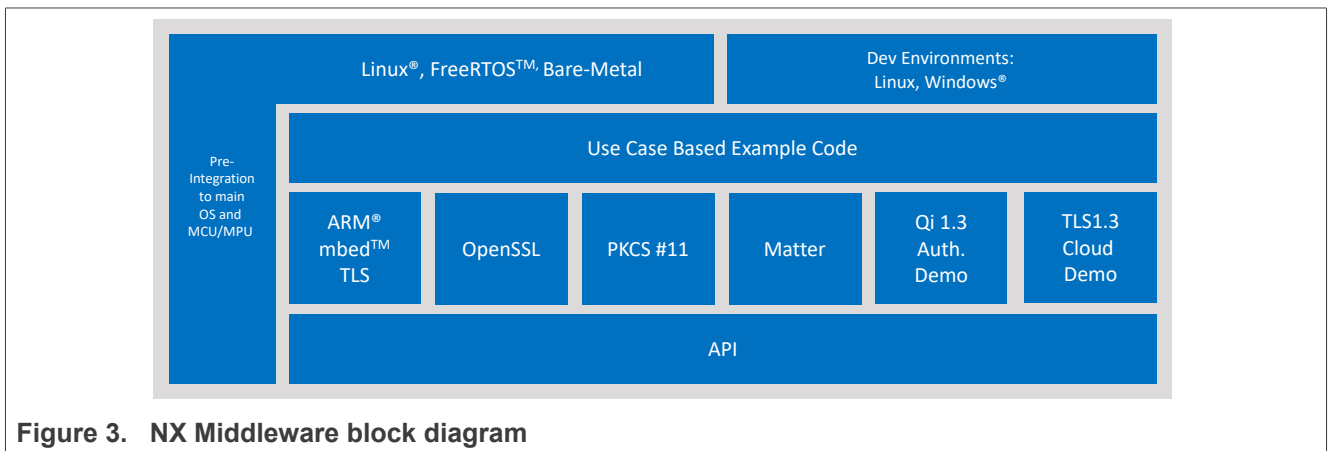 Linux®, FreeRTOS™, Bare-Metal
Dev Environments:
Linux, Windows®
Use Case Based Example Code
Pre-
Integration
to main
OS and
MCU/MPU
ARM®
mbed™
TLS
OpenSSL
PKCS #11
Matter
Qi 1.3
Auth.
Demo
TLS1.3
Cloud
Demo
API
Figure 3. NX Middleware block diagram